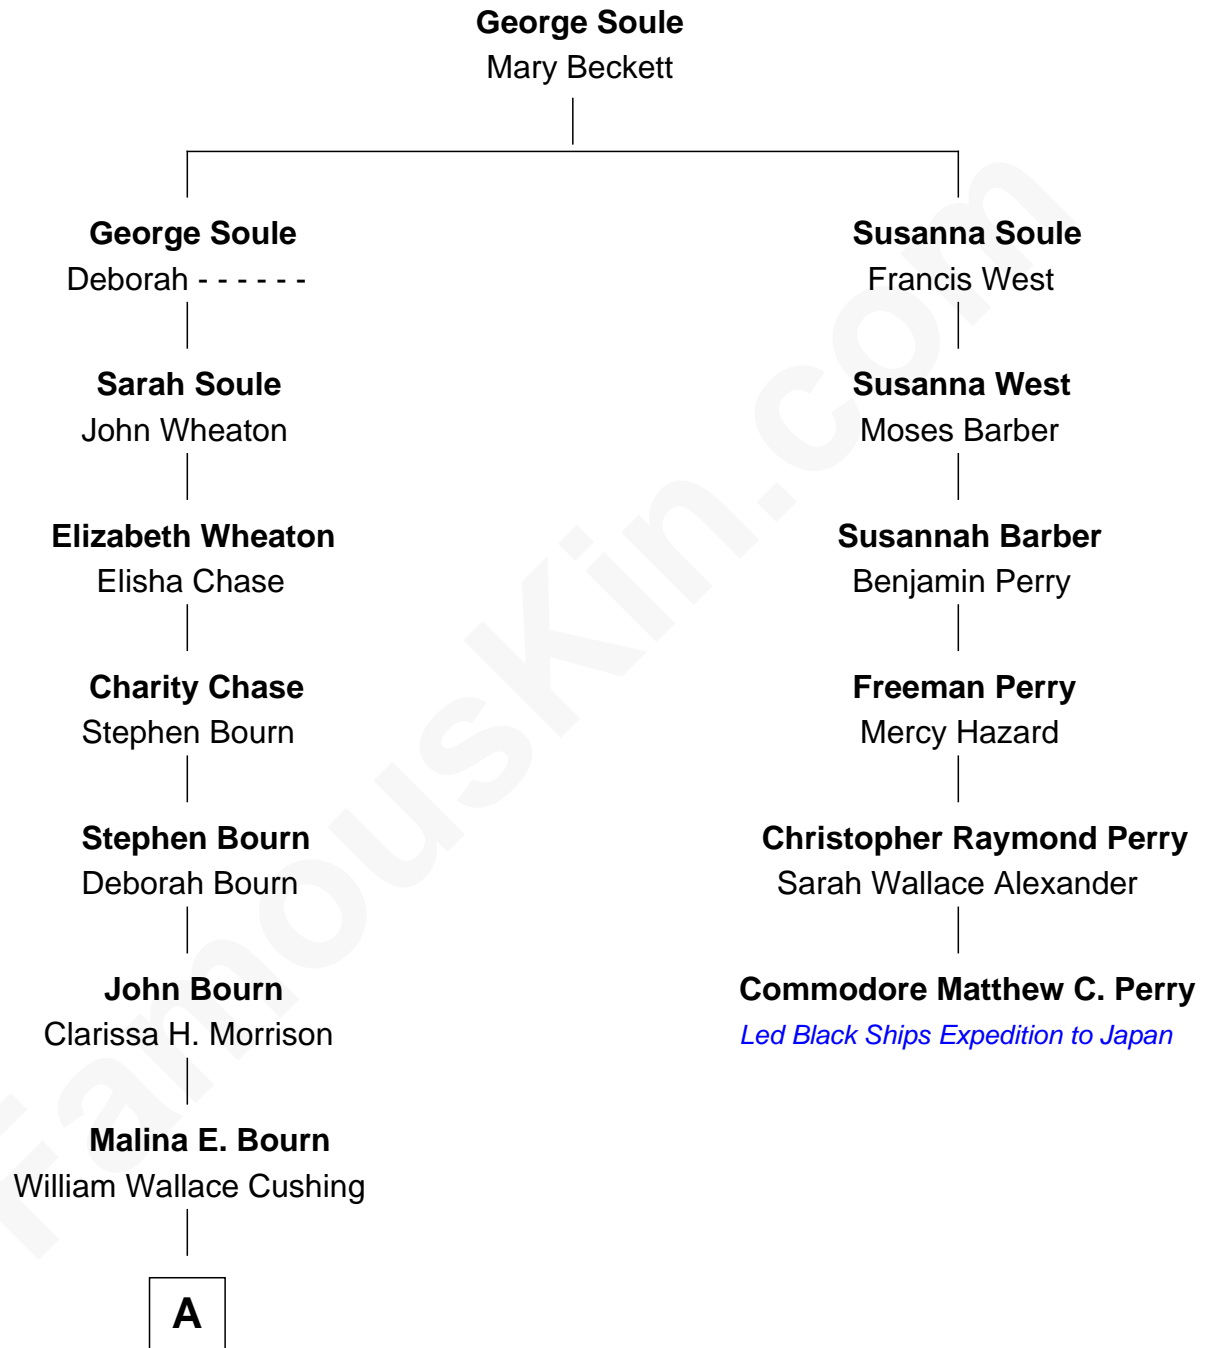 George Soule
Mary Beckett
George Soule
Deborah - - - - - -
Susanna Soule
Francis West
Sarah Soule
John Wheaton
Susanna West
Moses Barber
Elizabeth Wheaton
Elisha Chase
Susannah Barber
Benjamin Perry
Charity Chase
Stephen Bourn
Freeman Perry
Mercy Hazard
Stephen Bourn
Deborah Bourn
Christopher Raymond Perry
Sarah Wallace Alexander
John Bourn
Clarissa H. Morrison
Commodore Matthew C. Perry
Led Black Ships Expedition to Japan
Malina E. Bourn
William Wallace Cushing
A
FamousKin.com